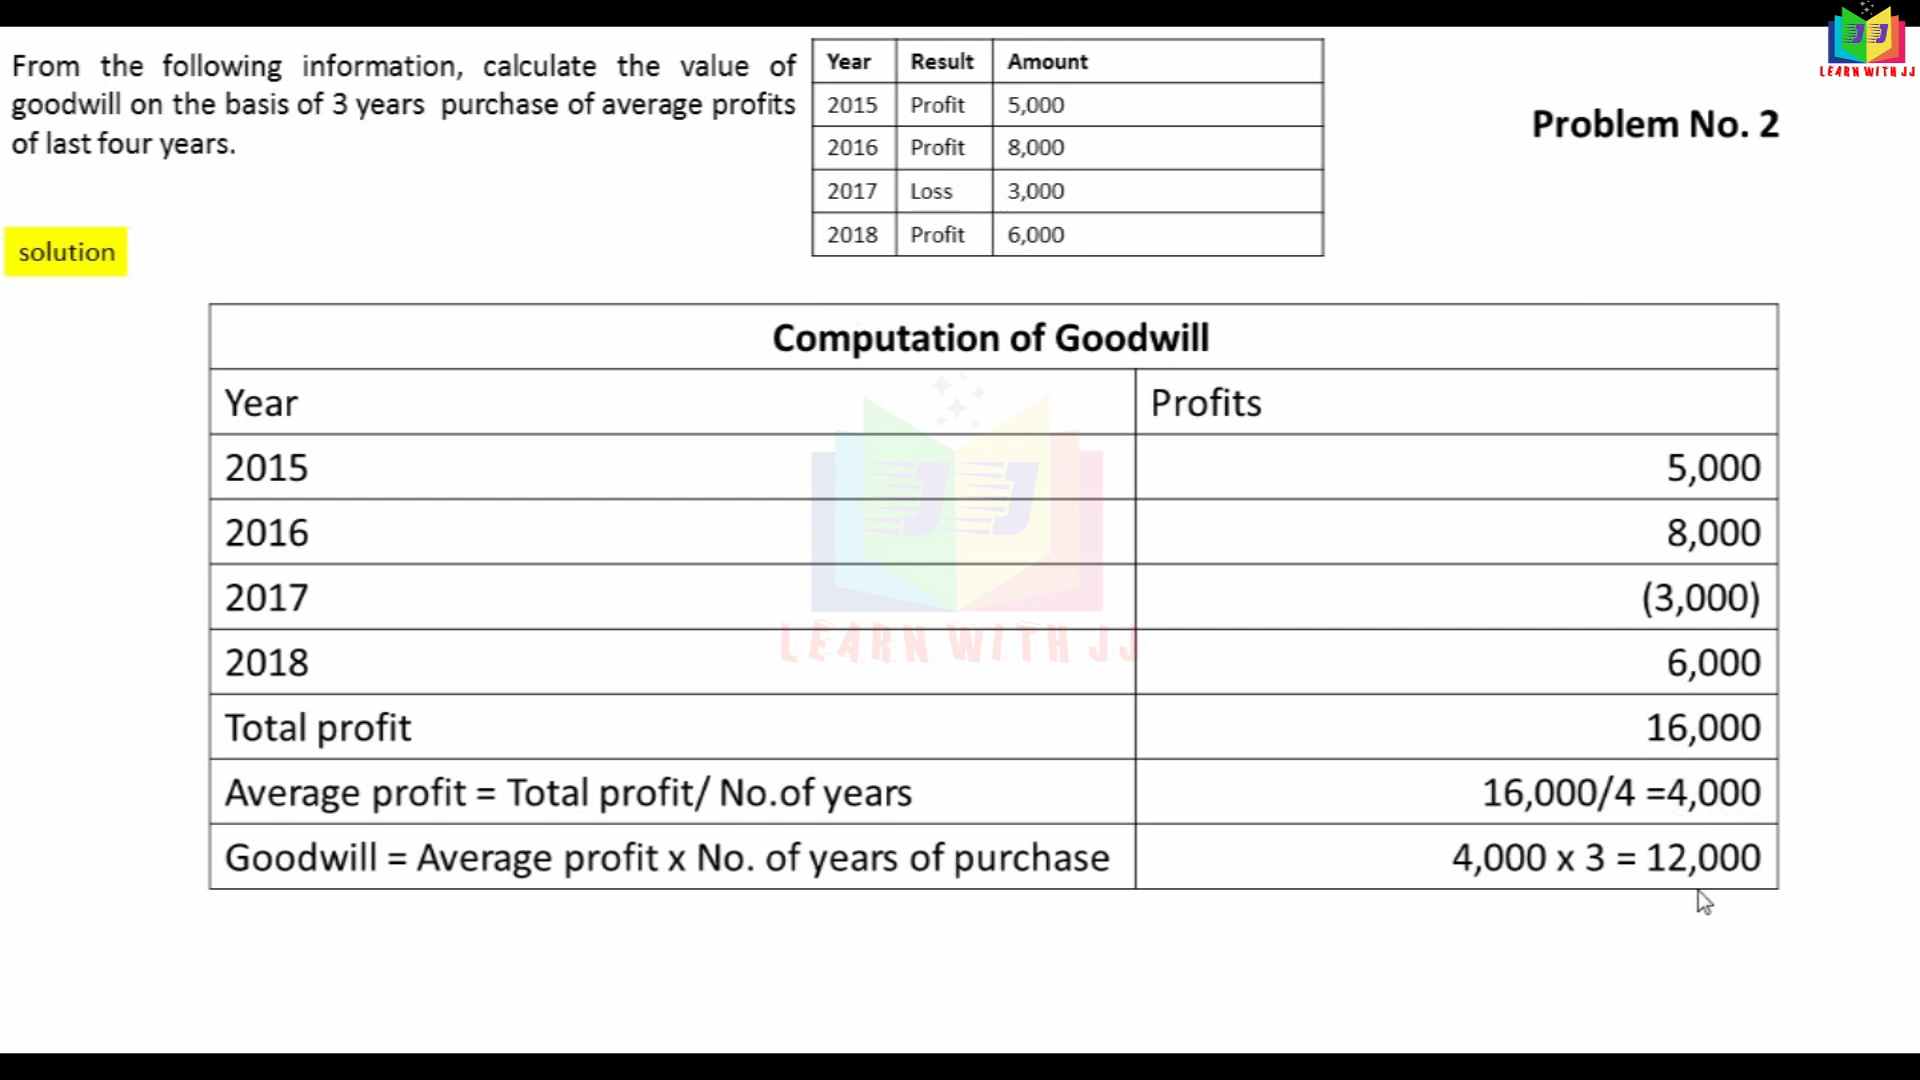 From the following information, calculate the value of
goodwill on the basis of 3 years purchase of average profits
of last four years.
Year Result Amount
2015 Profit 5,000
2016 Profit 8,000
2017 Loss 3,000
2018 Profit 6,000
JJ
LEARN WITH JJ
Problem No. 2
solution
Computation of Goodwill
Year Profits
2015 5,000
2016 8,000
2017 (3,000)
2018 6,000
Total profit 16,000
Average profit = Total profit/ No.of years 16,000/4 =4,000
Goodwill = Average profit x No. of years of purchase 4,000 x 3 = 12,000
JJ
LEARN WITH JJ